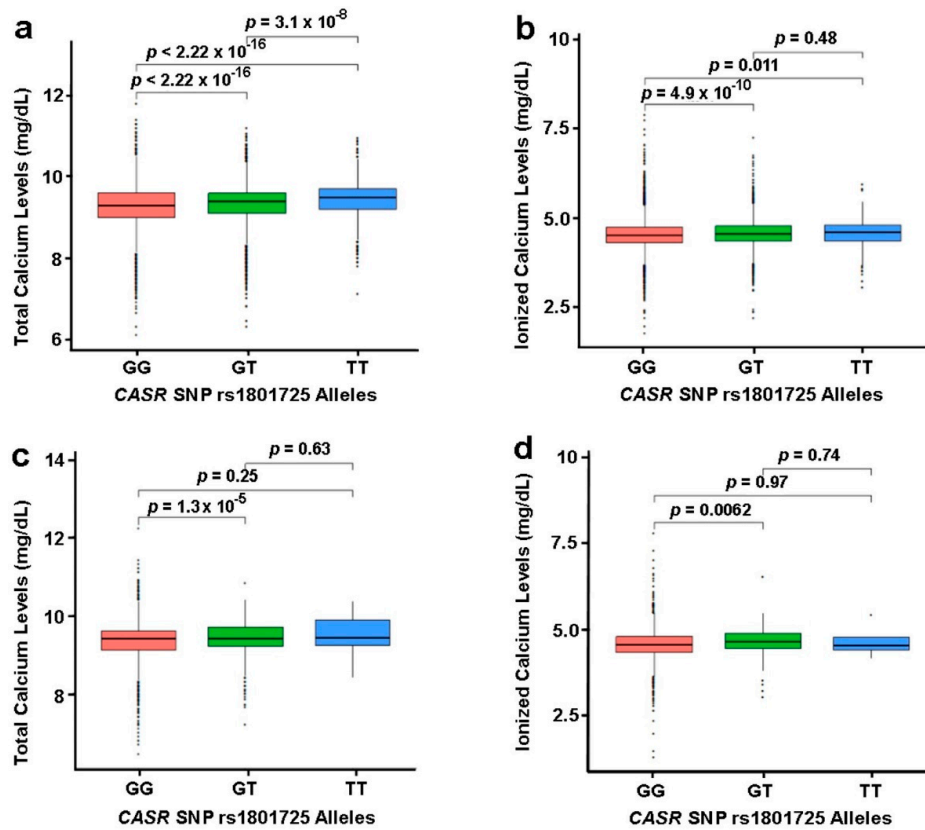 a
p = 3.1 x 10-8
p < 2.22 x 10-16
p < 2.22 x 10-16
Total Calcium Levels (mg/dL)
12
10
8
6
GG GT TT
CASR SNP rs1801725 Alleles
b
p = 0.48
p = 0.011
p = 4.9 x 10-10
Ionized Calcium Levels (mg/dL)
10
7.5
5.0
2.5
GG GT TT
CASR SNP rs1801725 Alleles
c
p = 0.63
p = 0.25
p = 1.3 x 10-5
Total Calcium Levels (mg/dL)
14
12
10
8
GG GT TT
CASR SNP rs1801725 Alleles
d
p = 0.74
p = 0.97
p = 0.0062
Ionized Calcium Levels (mg/dL)
10
7.5
5.0
2.5
GG GT TT
CASR SNP rs1801725 Alleles